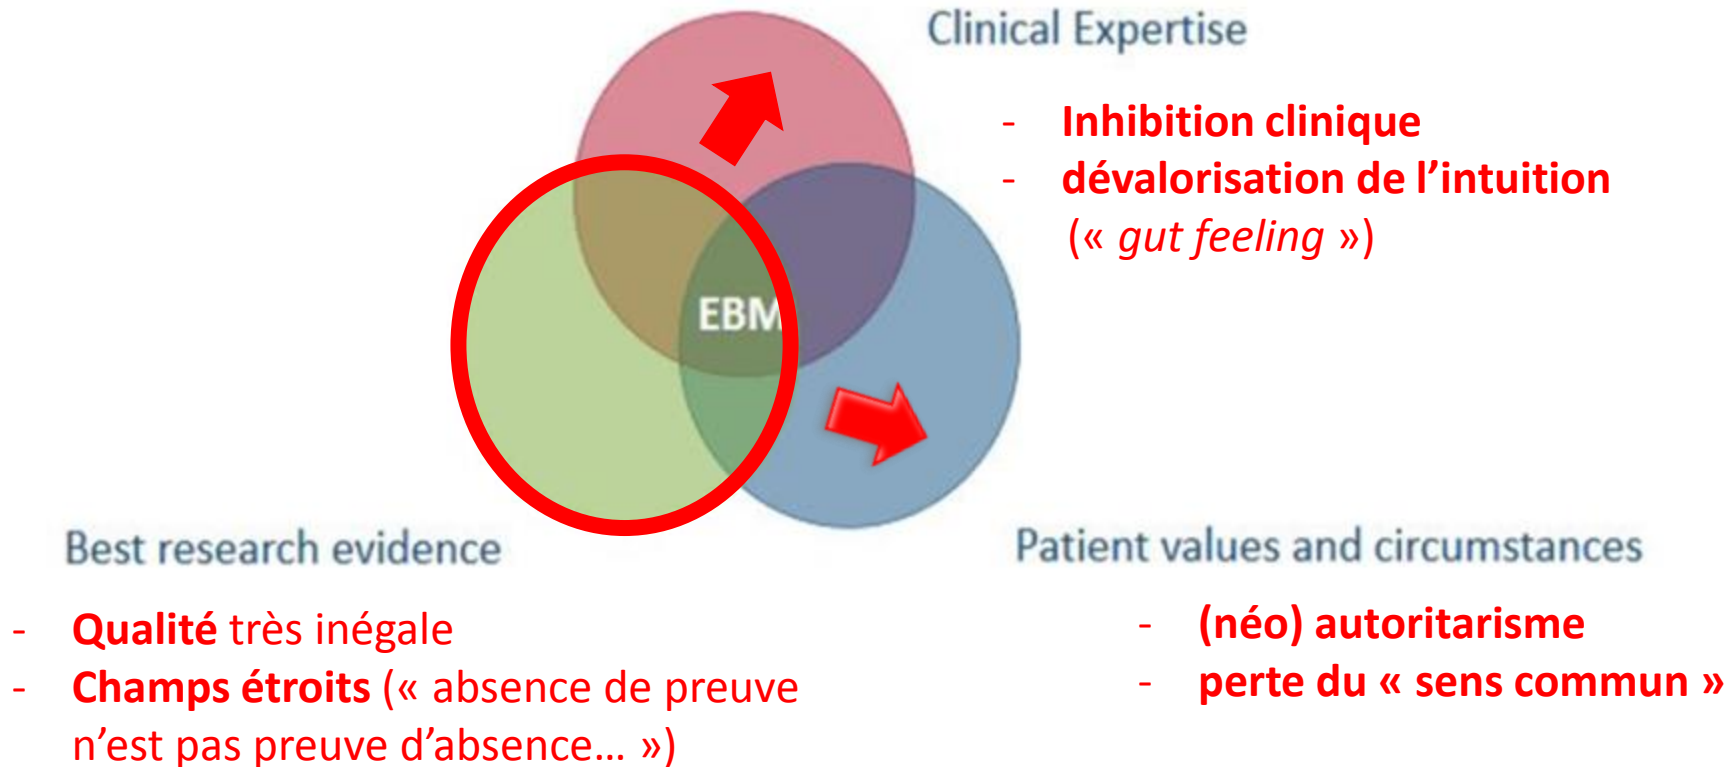 Clinical Expertise
- Inhibition clinique
- dévalorisation de l’intuition
(« gut feeling »)
EBM
Best research evidence
- Qualité très inégale
- Champs étroits (« absence de preuve
n’est pas preuve d’absence… »)
Patient values and circumstances
- (néo) autoritarisme
- perte du « sens commun »